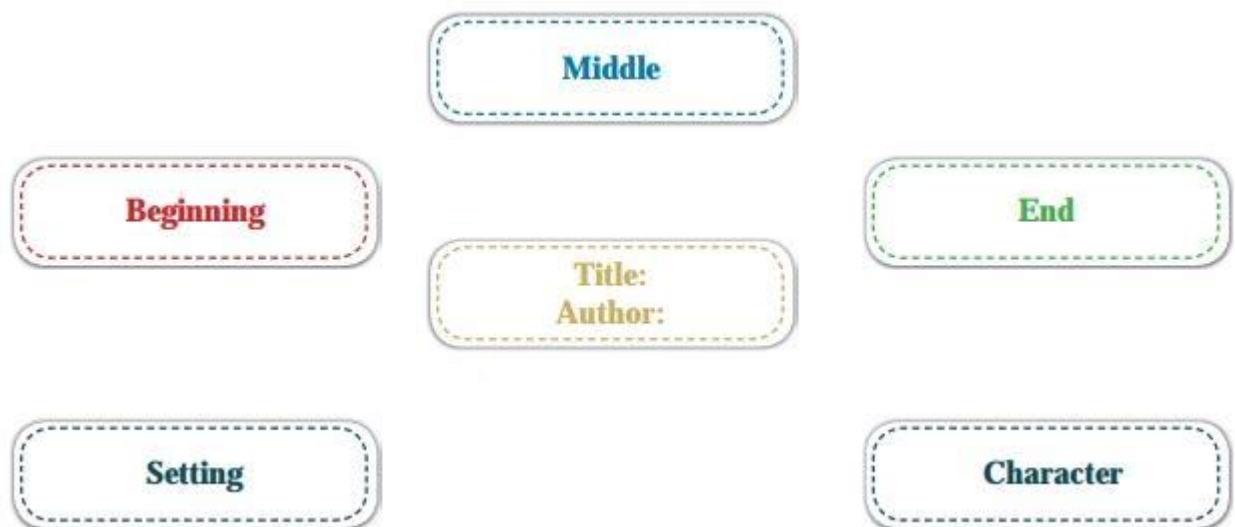 Middle
Beginning
End
Title:
Author:
Setting
Character